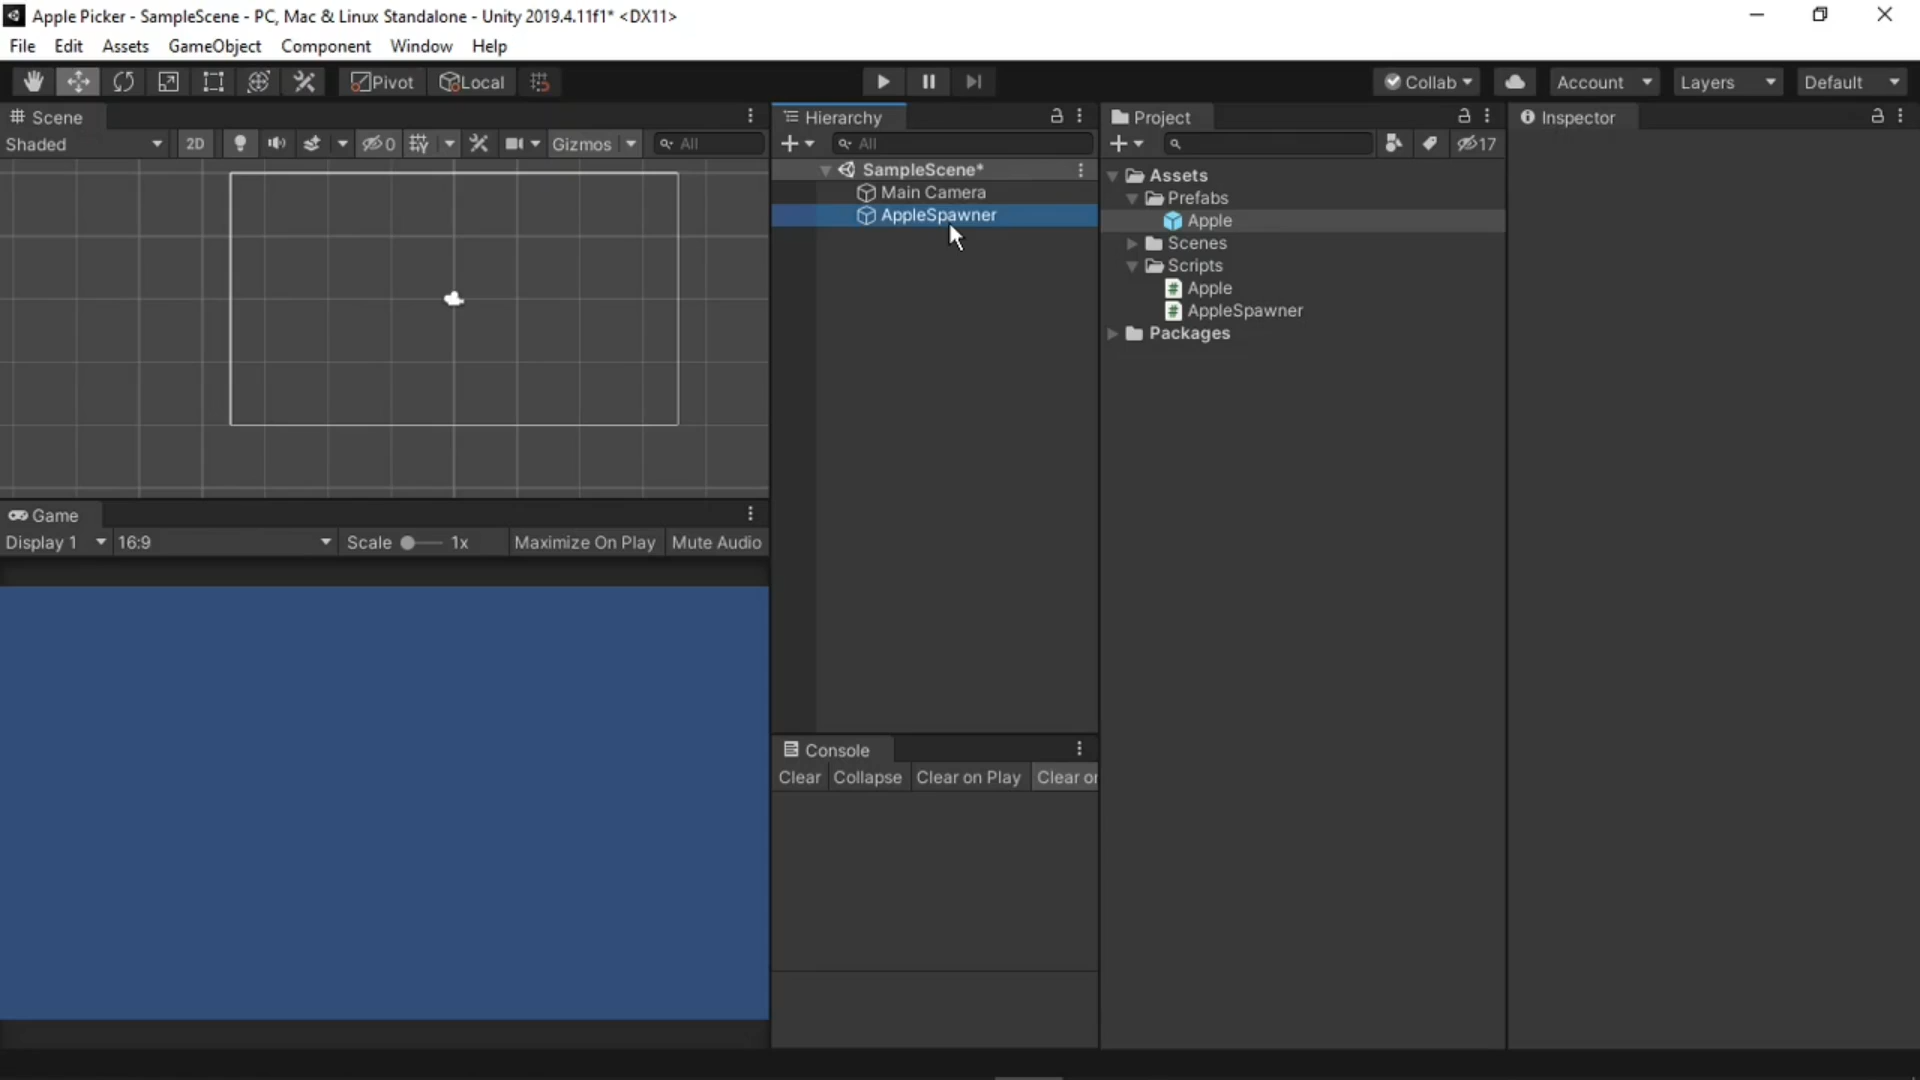 Apple Picker - SampleScene - PC, Mac & Linux Standalone - Unity 2019.4.11f1* <DX11>
File Edit Assets GameObject Component Window Help
Pivot Local Collab Account Layers Default
Scene
Shaded 2D 0 Gizmos All
Hierarchy
All
SampleScene*
Main Camera
AppleSpawner
Project
17
Assets
Prefabs
Apple
Scenes
Scripts
Apple
AppleSpawner
Packages
Inspector
Game
Display 1 16:9 Scale 1x Maximize On Play Mute Audio
Console
Clear Collapse Clear on Play Clear or